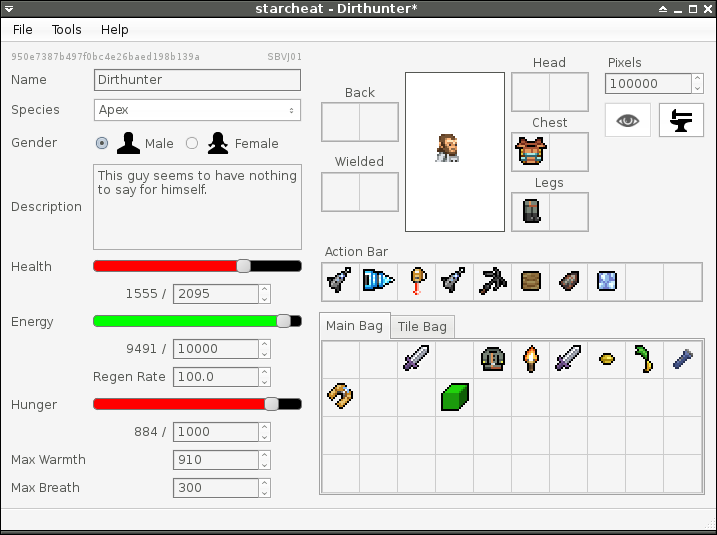 starcheat - Dirthunter*
File Tools Help
950e7387b497f0bc4e26baed198b139a SBVJ01
Name Dirthunter
Species Apex
Gender Male Female
Description This guy seems to have nothing
to say for himself.
Health
1555 / 2095
Energy
9491 / 10000
Regen Rate 100.0
Hunger
884 / 1000
Max Warmth 910
Max Breath 300
Back
Wielded
Head
Chest
Legs
Pixels
100000
Action Bar
Main Bag Tile Bag